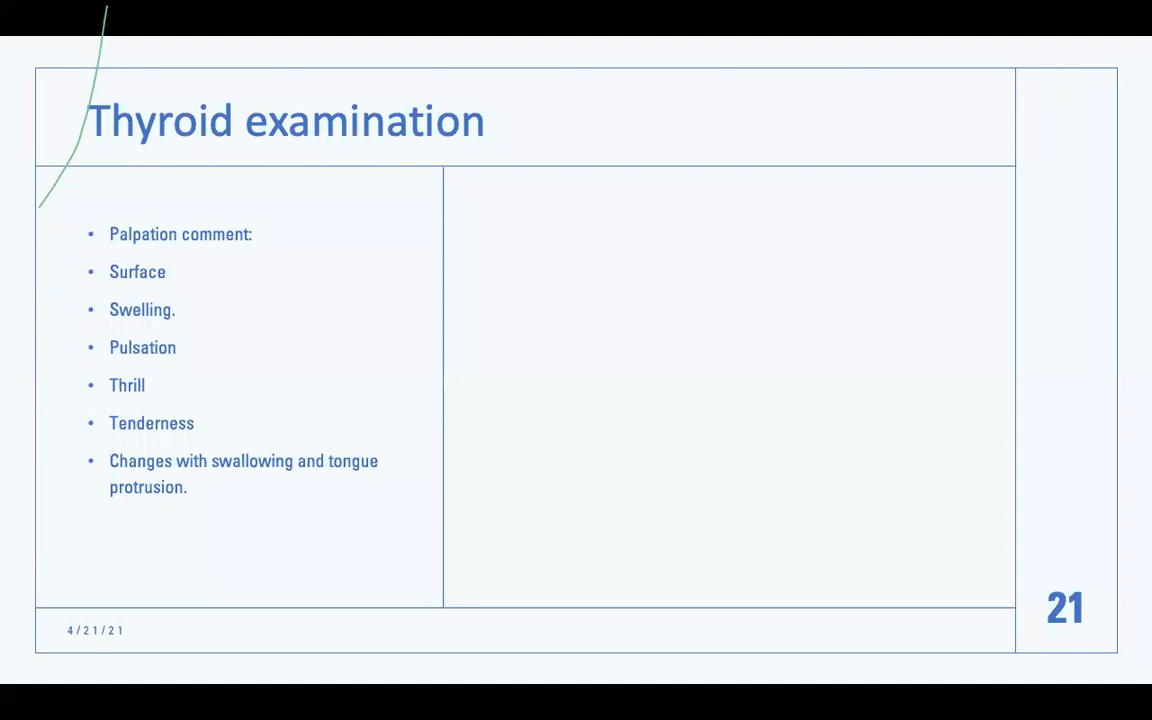 Thyroid examination
• Palpation comment:
• Surface
• Swelling.
• Pulsation
• Thrill
• Tenderness
• Changes with swallowing and tongue
protrusion.
21
4/21/21